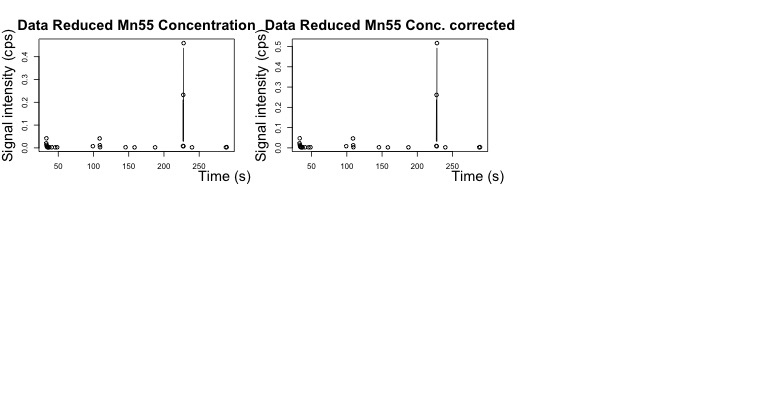 Data Reduced Mn55 Concentration
Signal intensity (cps)
0.0 0.1 0.2 0.3 0.4
50 100 150 200 250
Time (s)
Data Reduced Mn55 Conc. corrected
Signal intensity (cps)
0.0 0.1 0.2 0.3 0.4 0.5
50 100 150 200 250
Time (s)